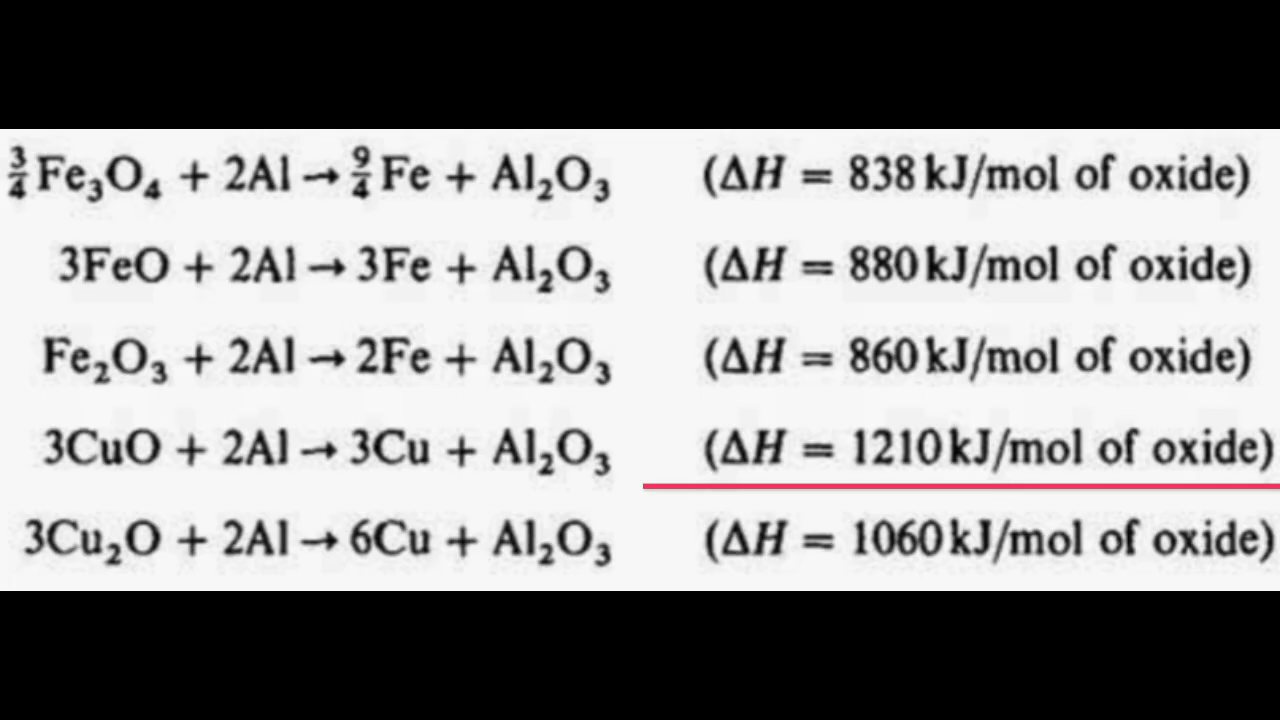 ¾Fe₃O₄ + 2Al → 9/4 Fe + Al₂O₃ (ΔH = 838 kJ/mol of oxide)
3FeO + 2Al → 3Fe + Al₂O₃ (ΔH = 880 kJ/mol of oxide)
Fe₂O₃ + 2Al → 2Fe + Al₂O₃ (ΔH = 860 kJ/mol of oxide)
3CuO + 2Al → 3Cu + Al₂O₃ (ΔH = 1210 kJ/mol of oxide)
3Cu₂O + 2Al → 6Cu + Al₂O₃ (ΔH = 1060 kJ/mol of oxide)